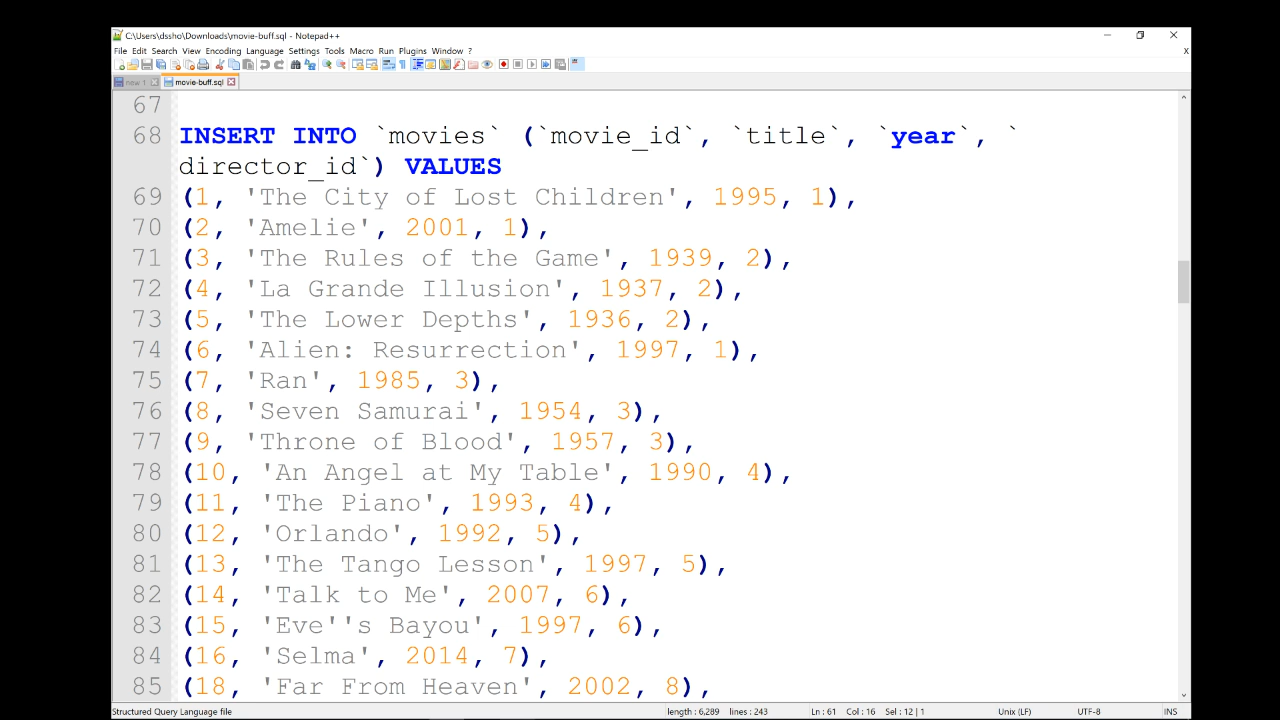 C:\Users\dssho\Downloads\movie-buff.sql - Notepad++
File Edit Search View Encoding Language Settings Tools Macro Run Plugins Window ?
X
new 1
movie-buff.sql
67
68 INSERT INTO `movies` (`movie_id`, `title`, `year`, `
director_id`) VALUES
69 (1, 'The City of Lost Children', 1995, 1),
70 (2, 'Amelie', 2001, 1),
71 (3, 'The Rules of the Game', 1939, 2),
72 (4, 'La Grande Illusion', 1937, 2),
73 (5, 'The Lower Depths', 1936, 2),
74 (6, 'Alien: Resurrection', 1997, 1),
75 (7, 'Ran', 1985, 3),
76 (8, 'Seven Samurai', 1954, 3),
77 (9, 'Throne of Blood', 1957, 3),
78 (10, 'An Angel at My Table', 1990, 4),
79 (11, 'The Piano', 1993, 4),
80 (12, 'Orlando', 1992, 5),
81 (13, 'The Tango Lesson', 1997, 5),
82 (14, 'Talk to Me', 2007, 6),
83 (15, 'Eve''s Bayou', 1997, 6),
84 (16, 'Selma', 2014, 7),
85 (18, 'Far From Heaven', 2002, 8),
Structured Query Language file length : 6,289 lines : 243 Ln : 61 Col : 16 Sel : 12 | 1 Unix (LF) UTF-8 INS